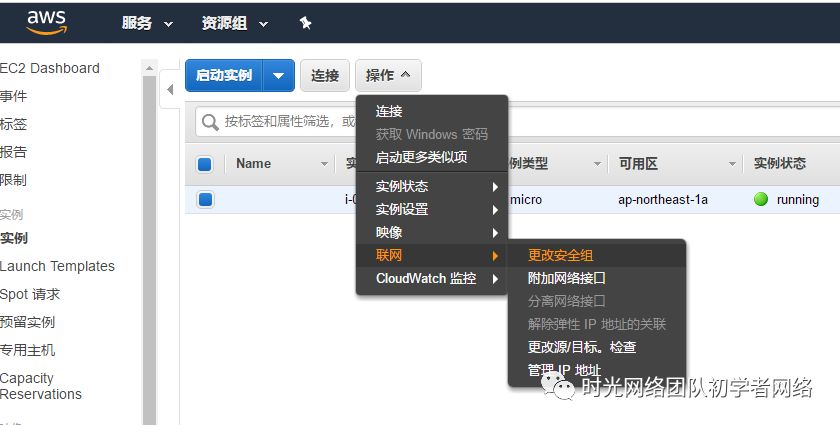 aws 服务 资源组
EC2 Dashboard
事件
标签
报告
限制
实例
实例
Launch Templates
Spot 请求
预留实例
专用主机
Capacity
Reservations
启动实例 连接 操作
按标签和属性筛选，或
Name 例类型 可用区 实例状态
i-0 micro ap-northeast-1a running
连接
获取 Windows 密码
启动更多类似项
实例状态
实例设置
映像
联网
CloudWatch 监控
更改安全组
附加网络接口
分离网络接口
解除弹性 IP 地址的关联
更改源/目标。检查
管理 IP 地址
时光网络团队初学者网络